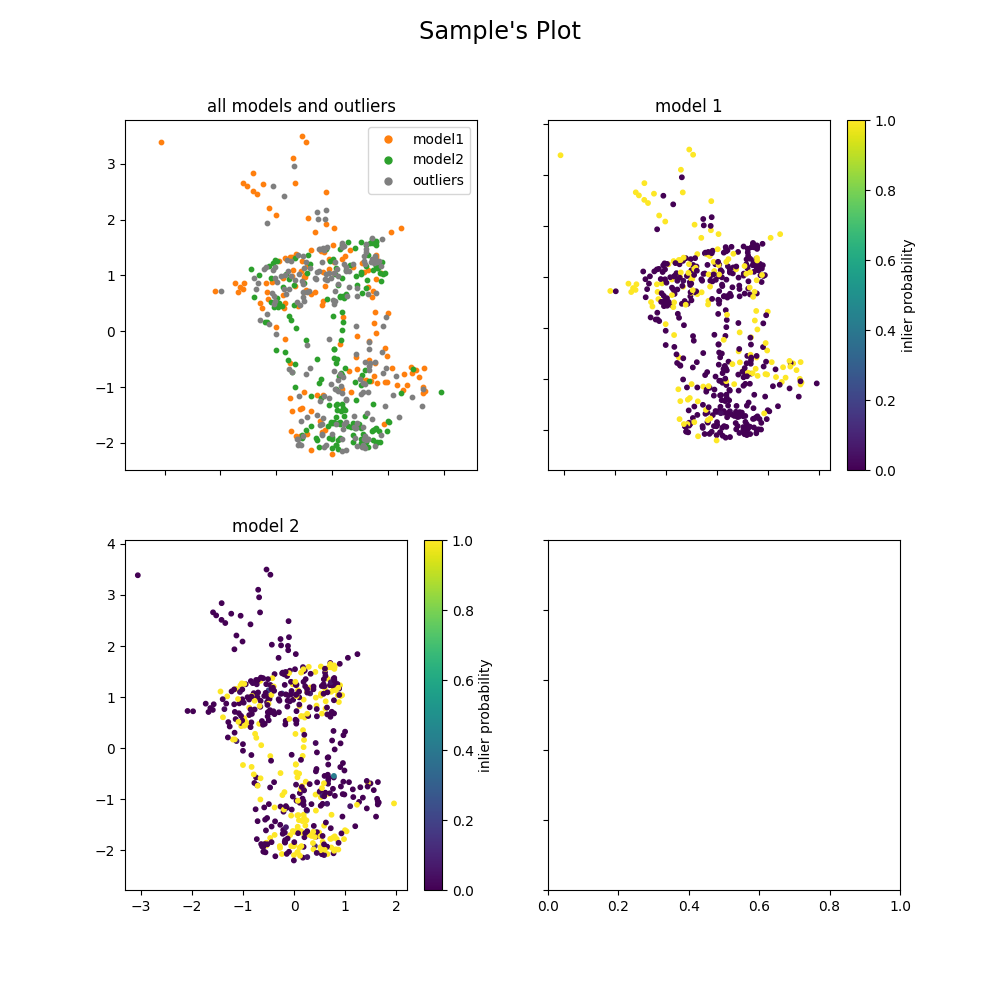 Sample's Plot
all models and outliers
model1
model2
outliers
3
2
1
0
−1
−2
model 1
1.0
0.8
0.6
0.4
0.2
0.0
inlier probability
model 2
4
3
2
1
0
−1
−2
−3 −2 −1 0 1 2
1.0
0.8
0.6
0.4
0.2
0.0
inlier probability
0.0 0.2 0.4 0.6 0.8 1.0